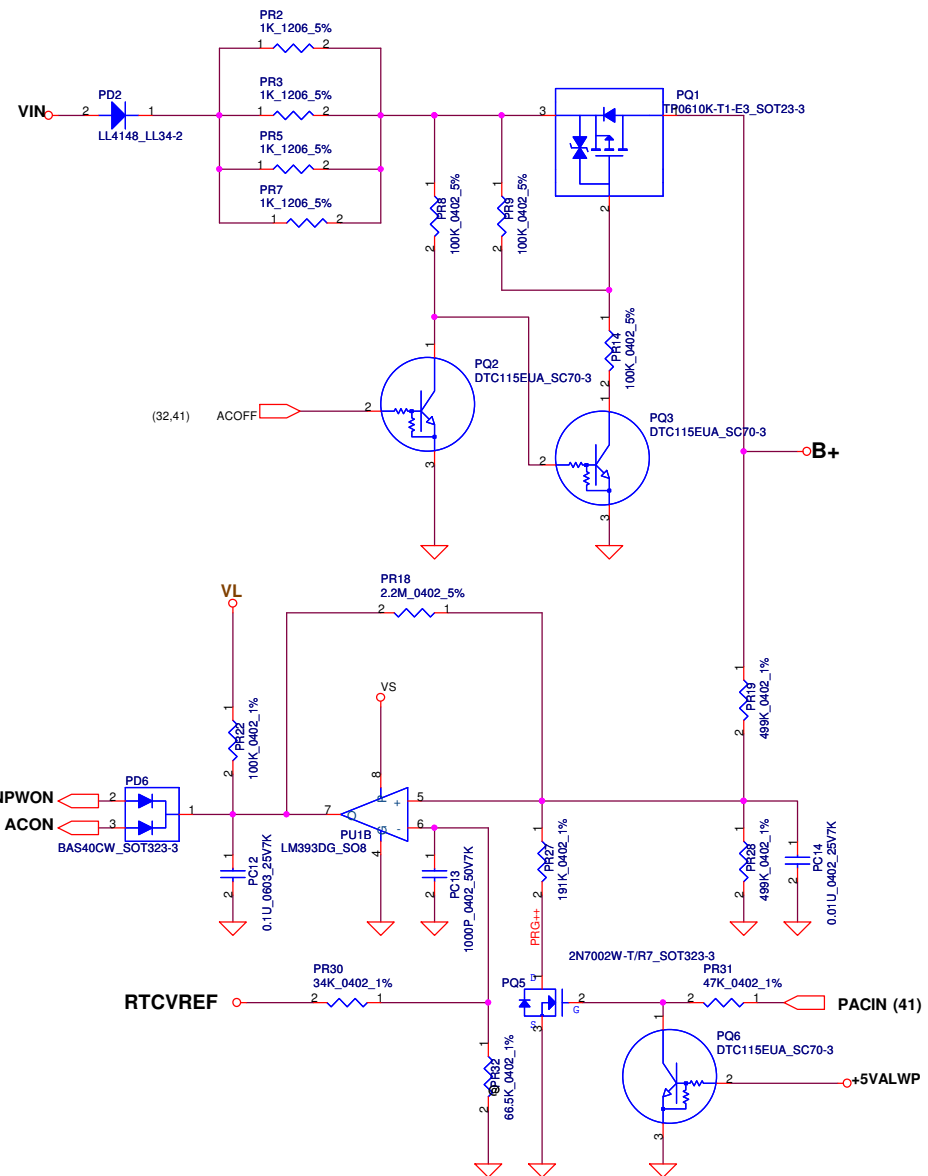 PR2
1K_1206_5%
1 2
PR3
1K_1206_5%
1 2
PR5
1K_1206_5%
1 2
PR7
1K_1206_5%
1 2
VIN
2
PD2
1
LL4148_LL34-2
PQ1
TP0610K-T1-E3_SOT23-3
3
1
2
1
PR8
100K_0402_5%
2
1
PR9
100K_0402_5%
2
1
PR14
100K_0402_5%
2
(32,41)
ACOFF
2
1
PQ2
DTC115EUA_SC70-3
3
1
PQ3
DTC115EUA_SC70-3
2
3
B+
PR18
2.2M_0402_5%
2 1
VL
VS
1
PR22
100K_0402_1%
2
1
PR19
499K_0402_1%
2
NPWON
ACON
PD6
2
3
1
BAS40CW_SOT323-3
8
P
+
-
O
G
7
5
6
4
PU1B
LM393DG_SO8
1
PC12
0.1U_0603_25V7K
2
1
PC13
1000P_0402_50V7K
2
1
PR27
191K_0402_1%
2
PRG++
1
PR28
499K_0402_1%
2
1
PC14
0.01U_0402_25V7K
2
RTCVREF
PR30
34K_0402_1%
2 1
1
PR32
@
66.5K_0402_1%
2
2N7002W-T/R7_SOT323-3
PQ5
1
D
2
G
3
S
PR31
47K_0402_1%
2 1
PACIN (41)
1
PQ6
DTC115EUA_SC70-3
2
3
+5VALWP